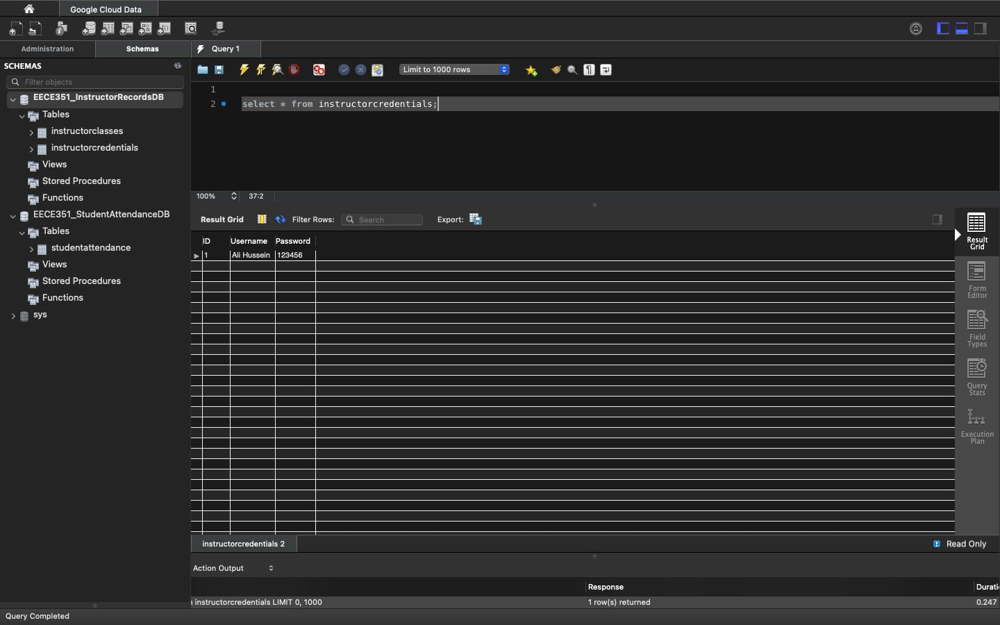 Google Cloud Data
Administration
Schemas
Query 1
SCHEMAS
Filter objects
EECE351_InstructorRecordsDB
Tables
instructorclasses
instructorcredentials
Views
Stored Procedures
Functions
EECE351_StudentAttendanceDB
Tables
studentattendance
Views
Stored Procedures
Functions
sys
Limit to 1000 rows
1
2 select * from instructorcredentials;
100% 37:2
Result Grid Filter Rows: Search Export:
ID Username Password
1 Ali Hussein 123456
Result
Grid
Form
Editor
Field
Types
Query
Stats
Execution
Plan
instructorcredentials 2
Read Only
Action Output
Response
instructorcredentials LIMIT 0, 1000 1 row(s) returned 0.247
Query Completed